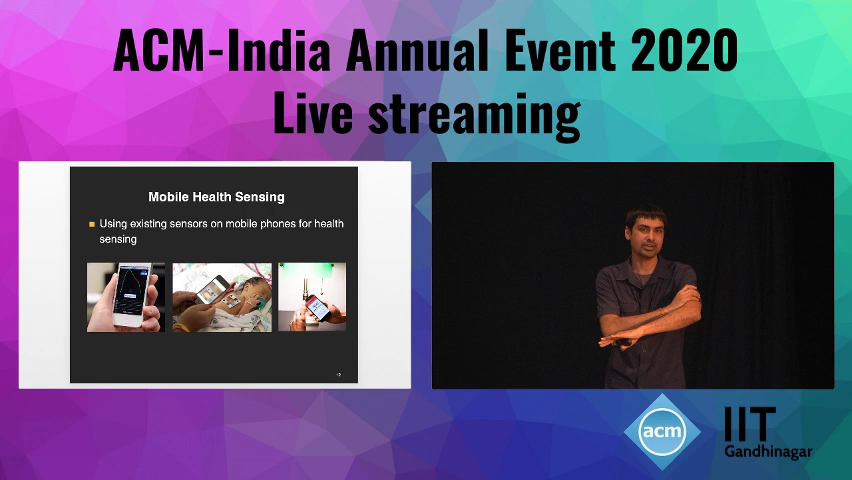 ACM-India Annual Event 2020
Live streaming
Mobile Health Sensing
Using existing sensors on mobile phones for health
sensing
acm
IIT
Gandhinagar